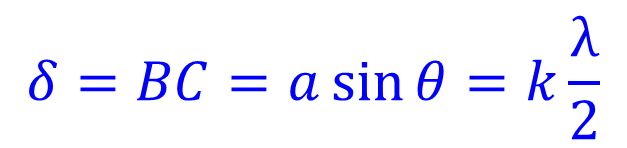 δ = BC = a sin θ = k λ/2